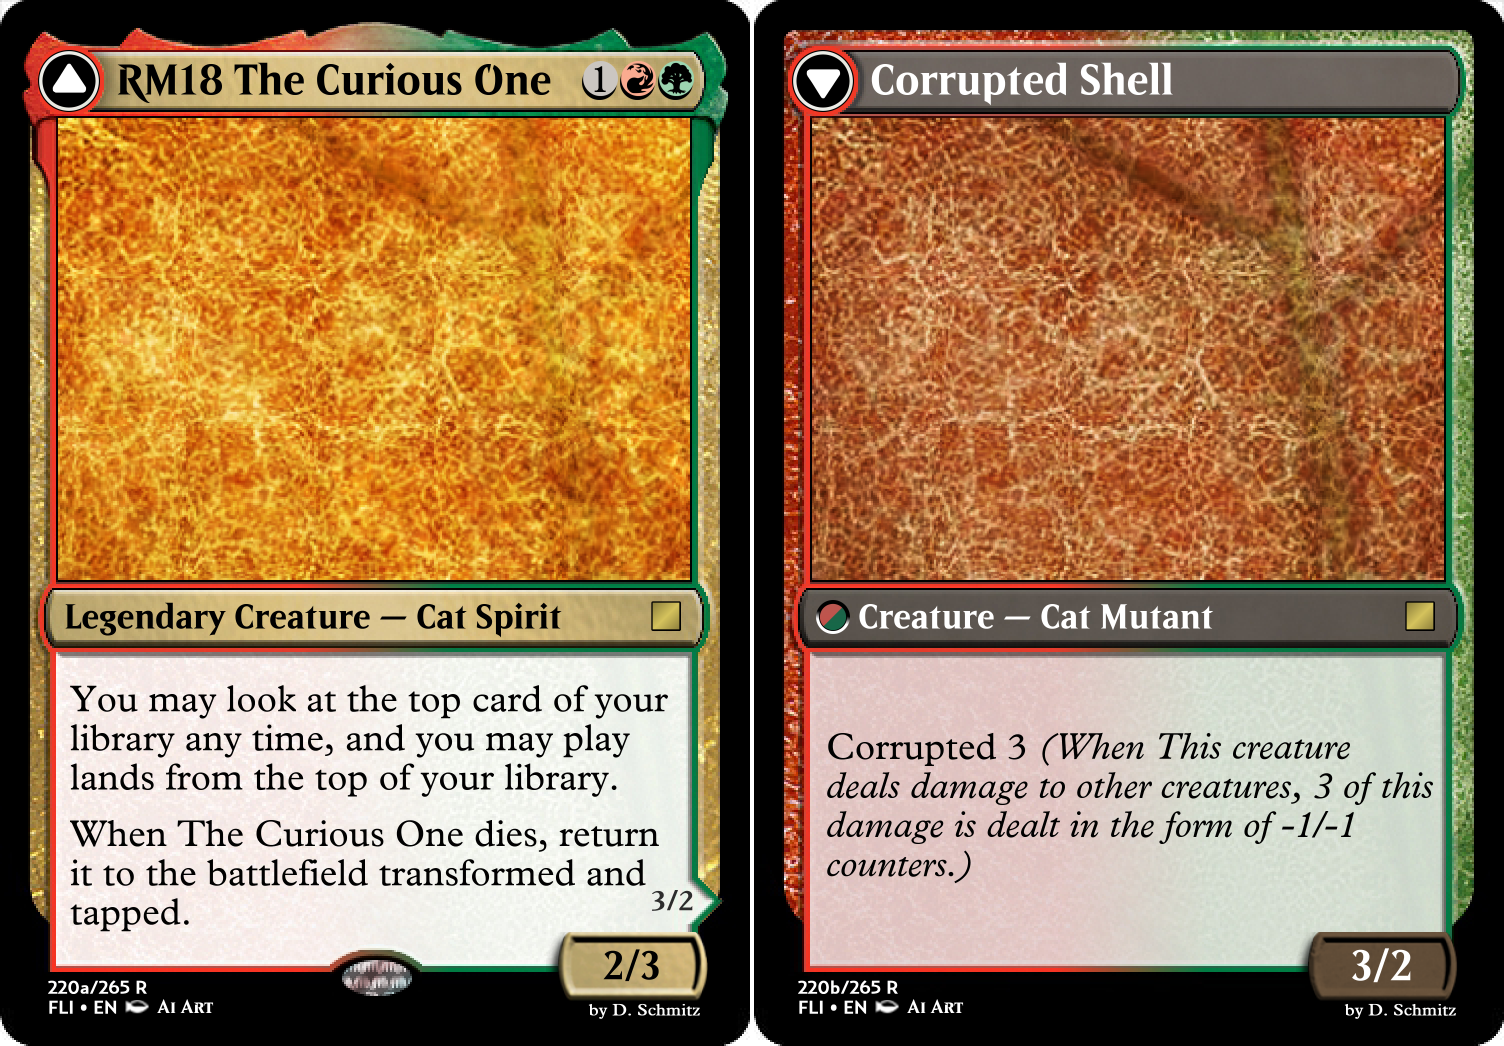 RM18 The Curious One 1
Legendary Creature — Cat Spirit
You may look at the top card of your
library any time, and you may play
lands from the top of your library.
When The Curious One dies, return
it to the battlefield transformed and
tapped.
3/2
2/3
220a/265 R
FLI • EN AI ART
by D. Schmitz
Corrupted Shell
Creature — Cat Mutant
Corrupted 3 (When This creature
deals damage to other creatures, 3 of this
damage is dealt in the form of -1/-1
counters.)
3/2
220b/265 R
FLI • EN AI ART
by D. Schmitz